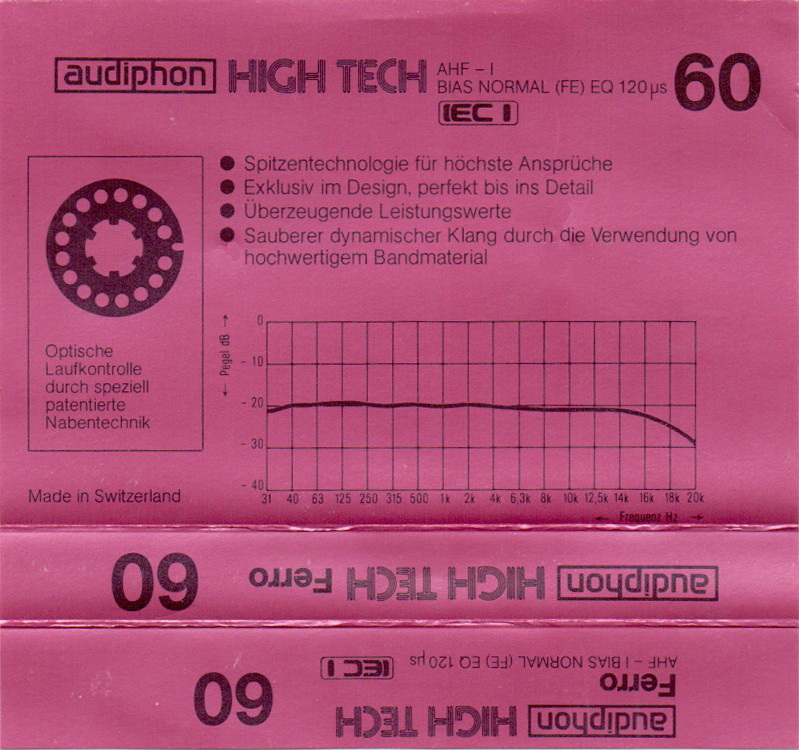 audiphon HIGH TECH AHF – I 60
BIAS NORMAL (FE) EQ 120 µs
IEC I
● Spitzentechnologie für höchste Ansprüche
● Exklusiv im Design, perfekt bis ins Detail
● Überzeugende Leistungswerte
● Sauberer dynamischer Klang durch die Verwendung von
hochwertigem Bandmaterial
Optische
Laufkontrolle
durch speziell
patentierte
Nabentechnik
← Pegel dB →
0
- 10
- 20
- 30
- 40
31 40 63 125 250 315 500 1k 2k 4k 6,3k 8k 10k 12,5k 14k 16k 18k 20k
← Frequenz Hz →
Made in Switzerland
audiphon HIGH TECH Ferro 60
audiphon HIGH TECH 60
Ferro
AHF – I BIAS NORMAL (FE) EQ 120 µs IEC I